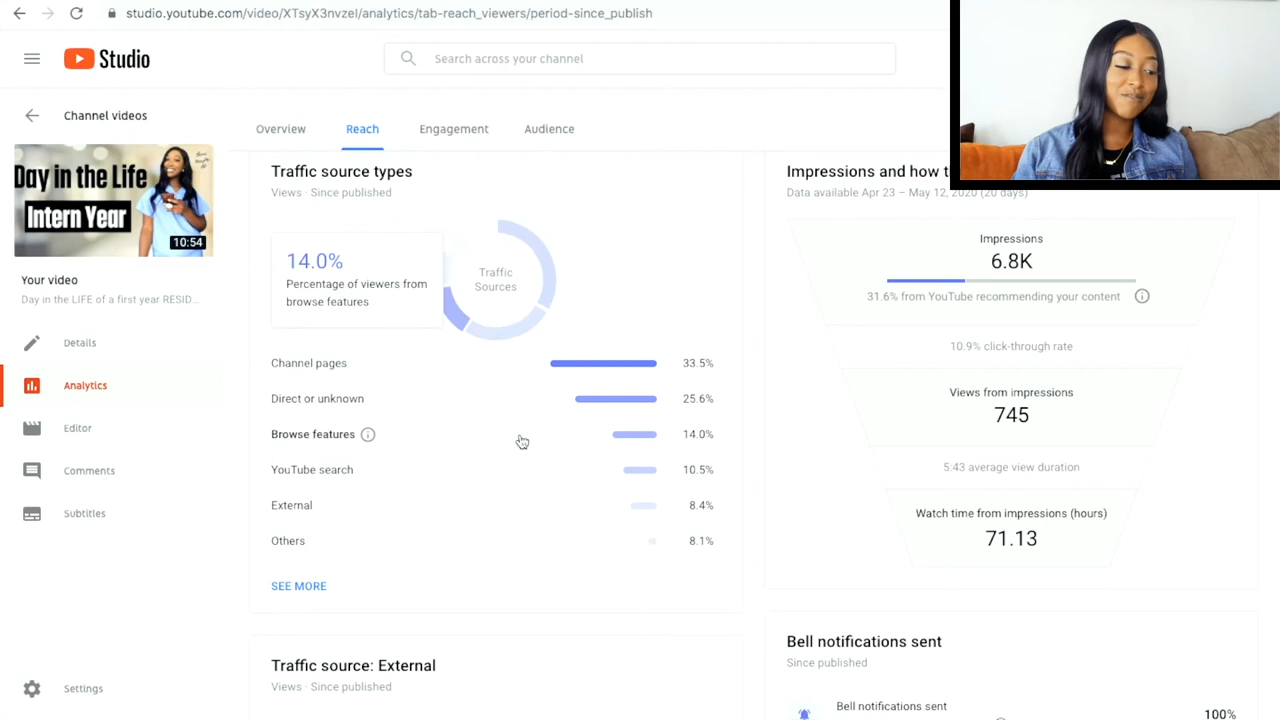 studio.youtube.com/video/XTsyX3nvzeI/analytics/tab-reach_viewers/period-since_publish
Studio
Search across your channel
Channel videos
Day in the Life
Intern Year
10:54
Your video
Day in the LIFE of a first year RESID...
Details
Analytics
Editor
Comments
Subtitles
Settings
Overview
Reach
Engagement
Audience
Traffic source types
Views · Since published
14.0%
Percentage of viewers from
browse features
Traffic
Sources
Channel pages 33.5%
Direct or unknown 25.6%
Browse features 14.0%
YouTube search 10.5%
External 8.4%
Others 8.1%
SEE MORE
Traffic source: External
Views · Since published
Impressions and how t
Data available Apr 23 – May 12, 2020 (20 days)
Impressions
6.8K
31.6% from YouTube recommending your content
10.9% click-through rate
Views from impressions
745
5:43 average view duration
Watch time from impressions (hours)
71.13
Bell notifications sent
Since published
Bell notifications sent
100%